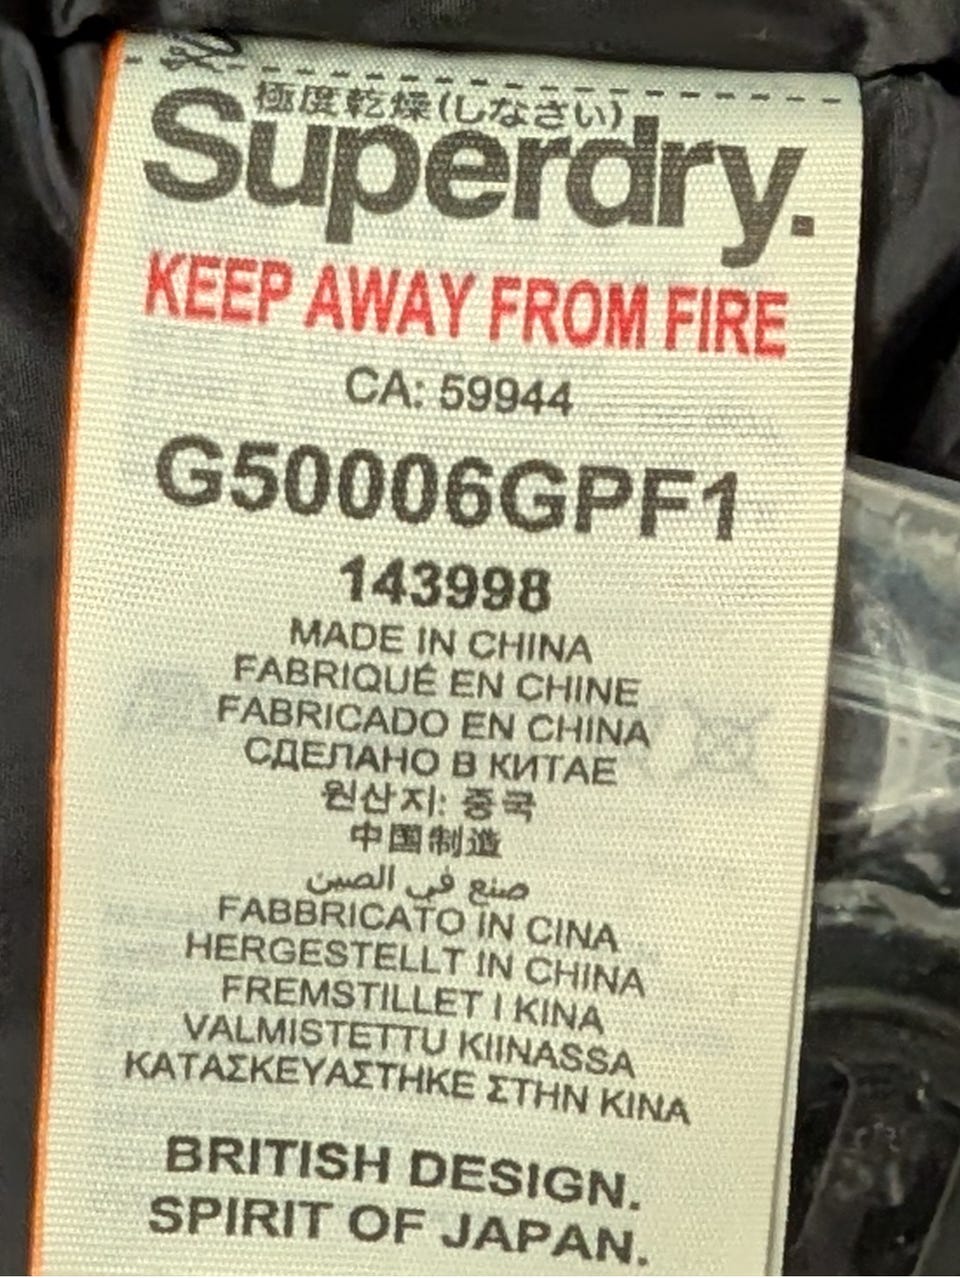 極度乾燥(しなさい)
Superdry.
KEEP AWAY FROM FIRE
CA: 59944
G50006GPF1
143998
MADE IN CHINA
FABRIQUÉ EN CHINE
FABRICADO EN CHINA
СДЕЛАНО В КИТАЕ
원산지: 중국
中国制造
صنع في الصين
FABBRICATO IN CINA
HERGESTELLT IN CHINA
FREMSTILLET I KINA
VALMISTETTU KIINASSA
ΚΑΤΑΣΚΕΥΑΣΤΗΚΕ ΣΤΗΝ ΚΙΝΑ
BRITISH DESIGN.
SPIRIT OF JAPAN.